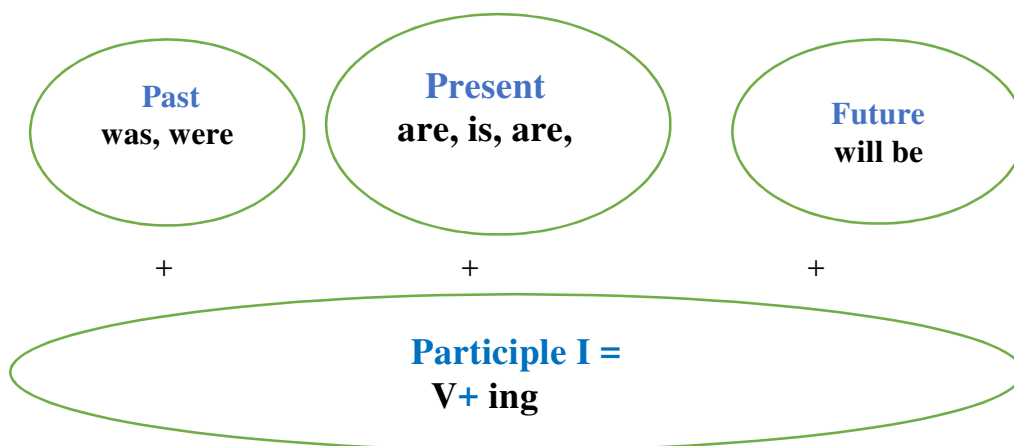 Past
was, were
Present
are, is, are,
Future
will be
+ + +
Participle I =
V+ ing